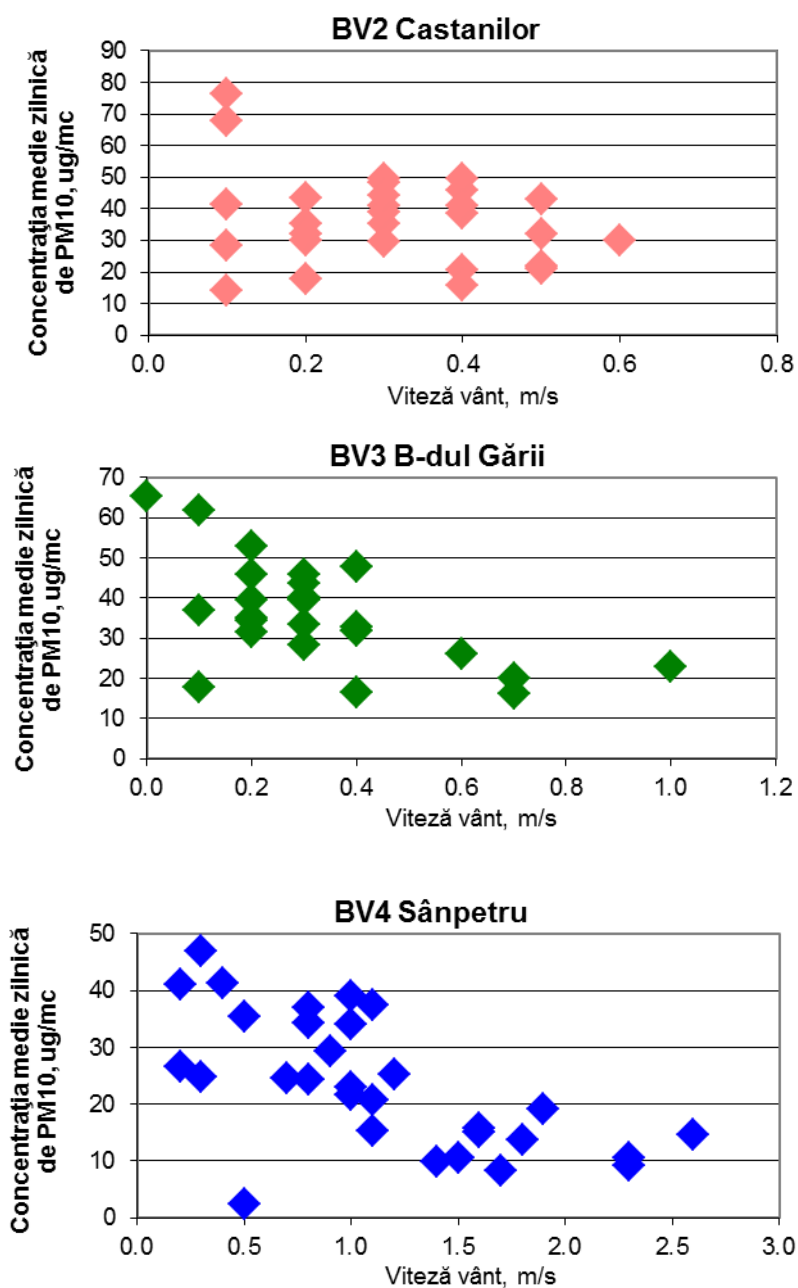 BV2 Castanilor
Concentraţia medie zilnică
de PM10, ug/mc
90
80
70
60
50
40
30
20
10
0
0.0 0.2 0.4 0.6 0.8
Viteză vânt, m/s
BV3 B-dul Gării
Concentraţia medie zilnică
de PM10, ug/mc
70
60
50
40
30
20
10
0
0.0 0.2 0.4 0.6 0.8 1.0 1.2
Viteză vânt, m/s
BV4 Sânpetru
Concentraţia medie zilnică
de PM10, ug/mc
50
40
30
20
10
0
0.0 0.5 1.0 1.5 2.0 2.5 3.0
Viteză vânt, m/s